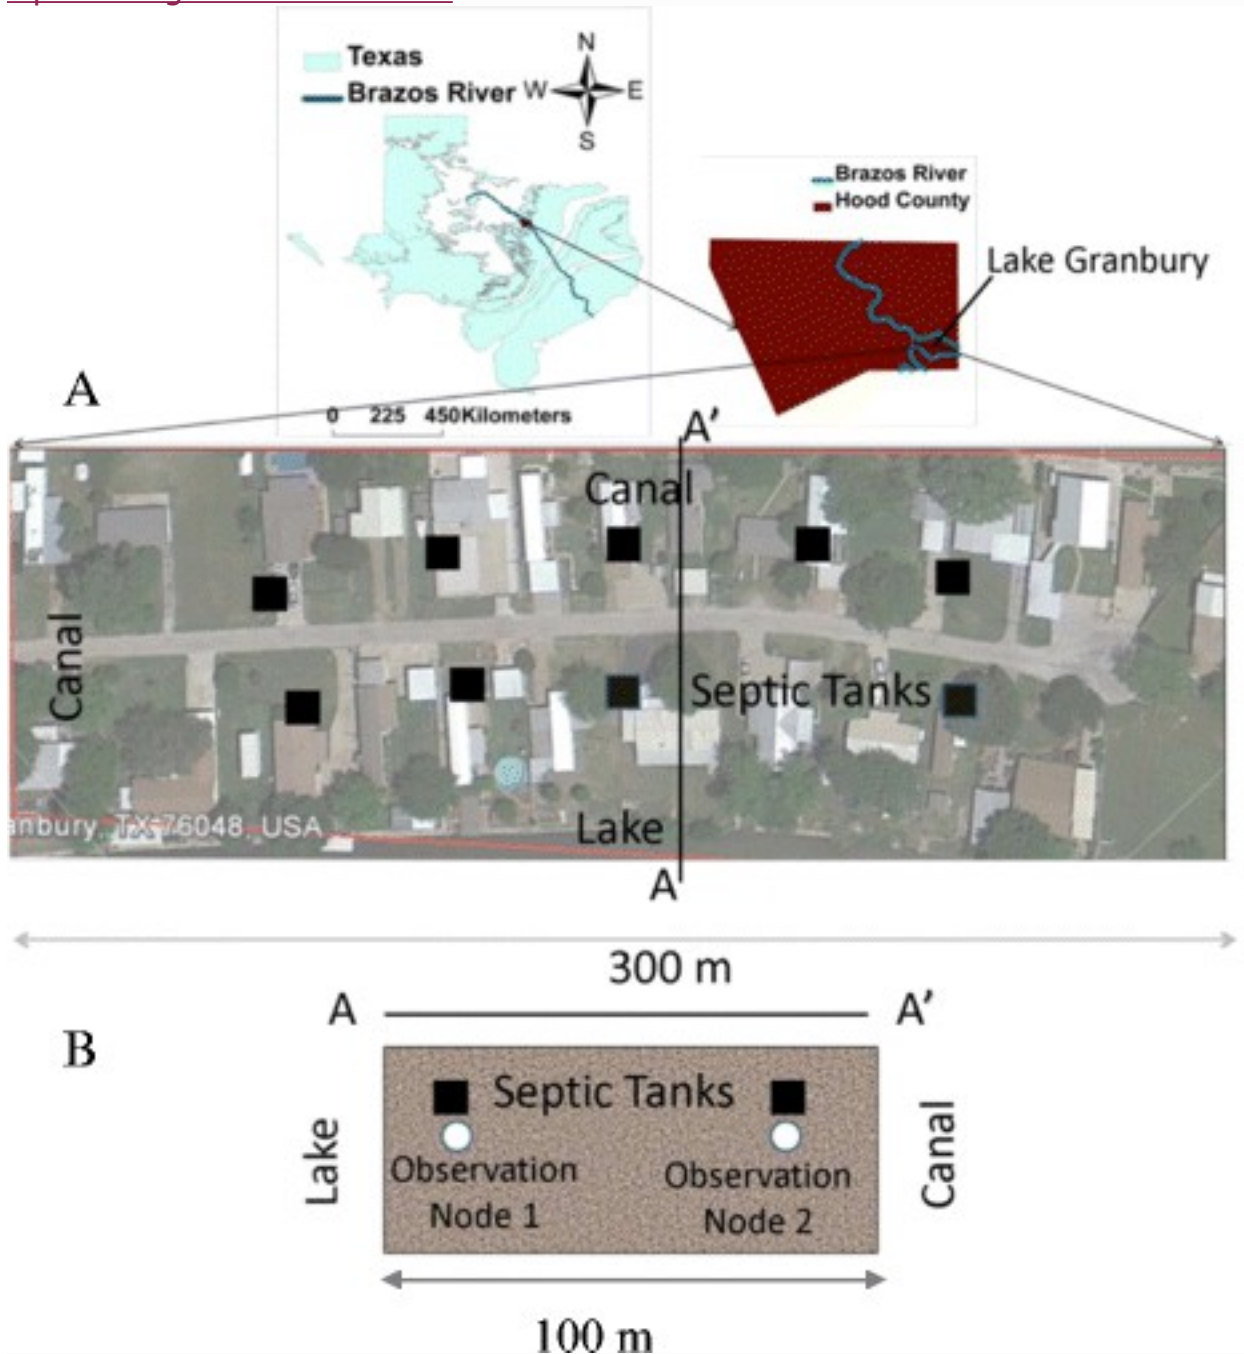 Texas
Brazos River
N
W
E
S
Brazos River
Hood County
Lake Granbury
A
0 225 450Kilometers
A'
Canal
Canal
Septic Tanks
anbury, TX 76048, USA
Lake
A
300 m
A A'
B
Septic Tanks
Lake
Canal
Observation
Node 1
Observation
Node 2
100 m